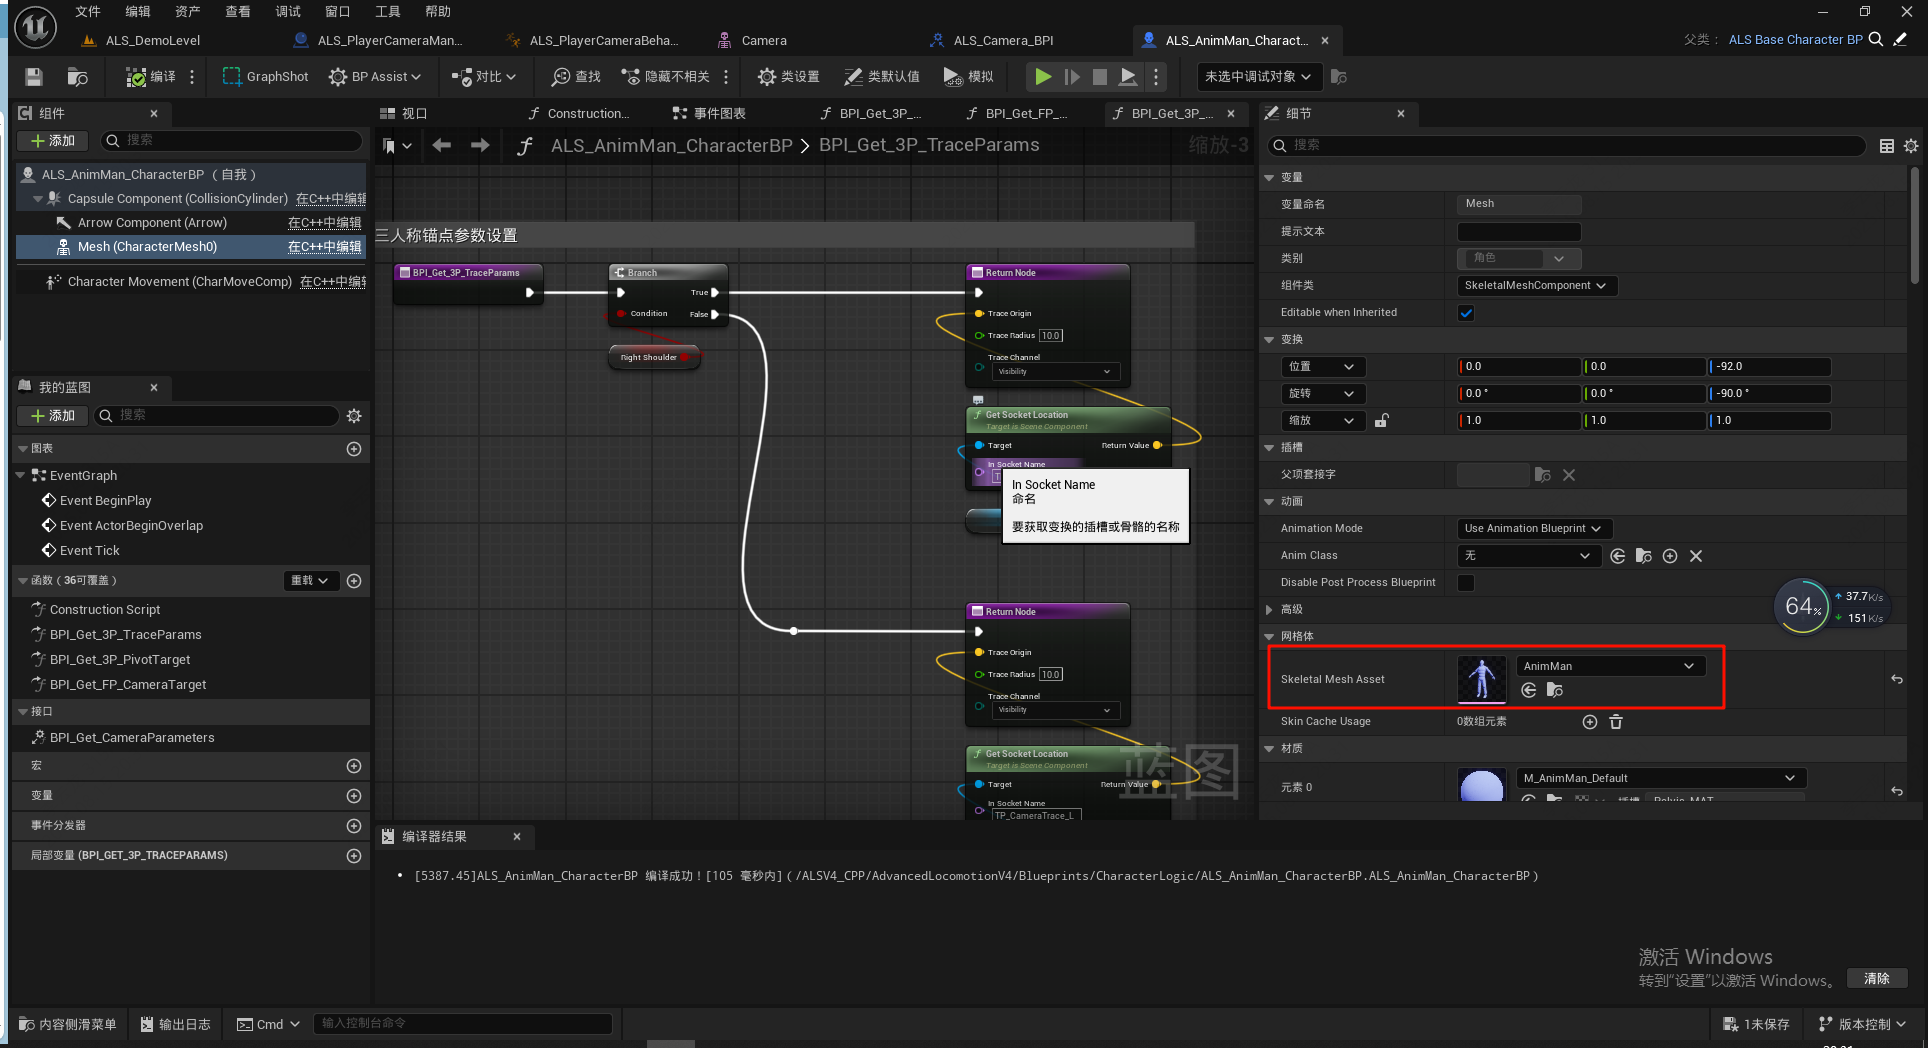 文件 编辑 资产 查看 调试 窗口 工具 帮助
ALS_DemoLevel ALS_PlayerCameraMan... ALS_PlayerCameraBeha... Camera ALS_Camera_BPI ALS_AnimMan_Charact... 父类： ALS Base Character BP
编译 GraphShot BP Assist 对比 查找 隐藏不相关 类设置 类默认值 模拟 未选中调试对象
组件
添加 搜索
ALS_AnimMan_CharacterBP （自我）
Capsule Component (CollisionCylinder) 在C++中编辑
Arrow Component (Arrow) 在C++中编辑
Mesh (CharacterMesh0) 在C++中编辑
Character Movement (CharMoveComp) 在C++中编辑
我的蓝图
添加 搜索
图表
EventGraph
Event BeginPlay
Event ActorBeginOverlap
Event Tick
函数（36可覆盖） 重载
Construction Script
BPI_Get_3P_TraceParams
BPI_Get_3P_PivotTarget
BPI_Get_FP_CameraTarget
接口
BPI_Get_CameraParameters
宏
变量
事件分发器
局部变量 (BPI_GET_3P_TRACEPARAMS)
视口 Construction... 事件图表 BPI_Get_3P_... BPI_Get_FP_... BPI_Get_3P_...
ALS_AnimMan_CharacterBP BPI_Get_3P_TraceParams 缩放-3
三人称锚点参数设置
BPI_Get_3P_TraceParams
Branch
True
Condition False
Right Shoulder
Return Node
Trace Origin
Trace Radius 10.0
Trace Channel
Visibility
Get Socket Location
Target is Scene Component
Target Return Value
In Socket Name
In Socket Name
命名
要获取变换的插槽或骨骼的名称
Return Node
Trace Origin
Trace Radius 10.0
Trace Channel
Visibility
Get Socket Location
Target is Scene Component
Target Return Value
In Socket Name
TP_CameraTrace_L
蓝图
细节
搜索
变量
变量命名 Mesh
提示文本
类别 角色
组件类 SkeletalMeshComponent
Editable when Inherited
变换
位置 0.0 0.0 -92.0
旋转 0.0 ° 0.0 ° -90.0 °
缩放 1.0 1.0 1.0
插槽
父项套接字
动画
Animation Mode Use Animation Blueprint
Anim Class 无
Disable Post Process Blueprint
高级
64% 37.7K/s
151K/s
网格体
Skeletal Mesh Asset AnimMan
Skin Cache Usage 0数组元素
材质
元素 0 M_AnimMan_Default
插槽 Pelvis_MAT
编译器结果
[5387.45]ALS_AnimMan_CharacterBP 编译成功！[105 毫秒内]（/ALSV4_CPP/AdvancedLocomotionV4/Blueprints/CharacterLogic/ALS_AnimMan_CharacterBP.ALS_AnimMan_CharacterBP）
激活 Windows
转到“设置”以激活 Windows。
清除
内容侧滑菜单 输出日志 Cmd 输入控制台命令 1未保存 版本控制